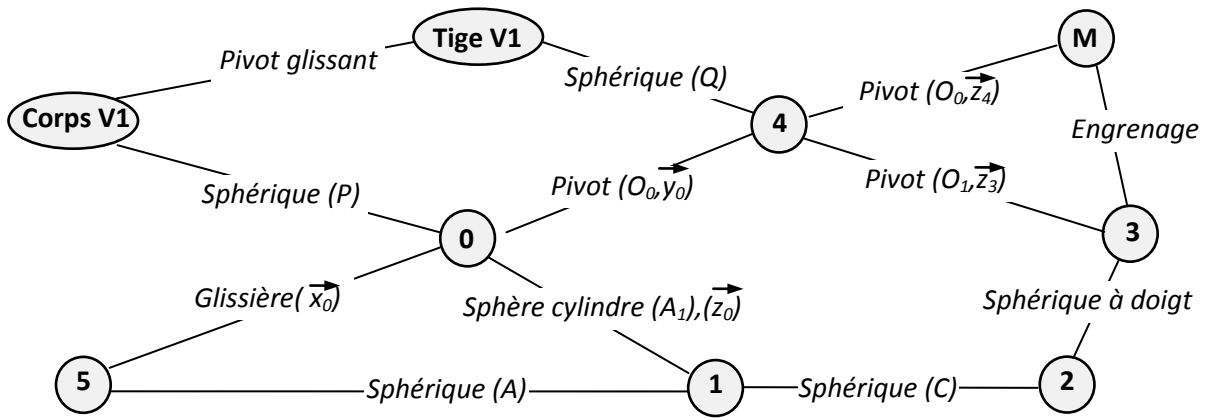 Tige V1
M
Pivot glissant
Sphérique (Q)
Pivot (O₀,z₄)
Corps V1
4
Engrenage
Sphérique (P)
Pivot (O₀,y₀)
Pivot (O₁,z₃)
0
3
Glissière( x₀)
Sphère cylindre (A₁),(z₀)
Sphérique à doigt
5
Sphérique (A)
1
Sphérique (C)
2